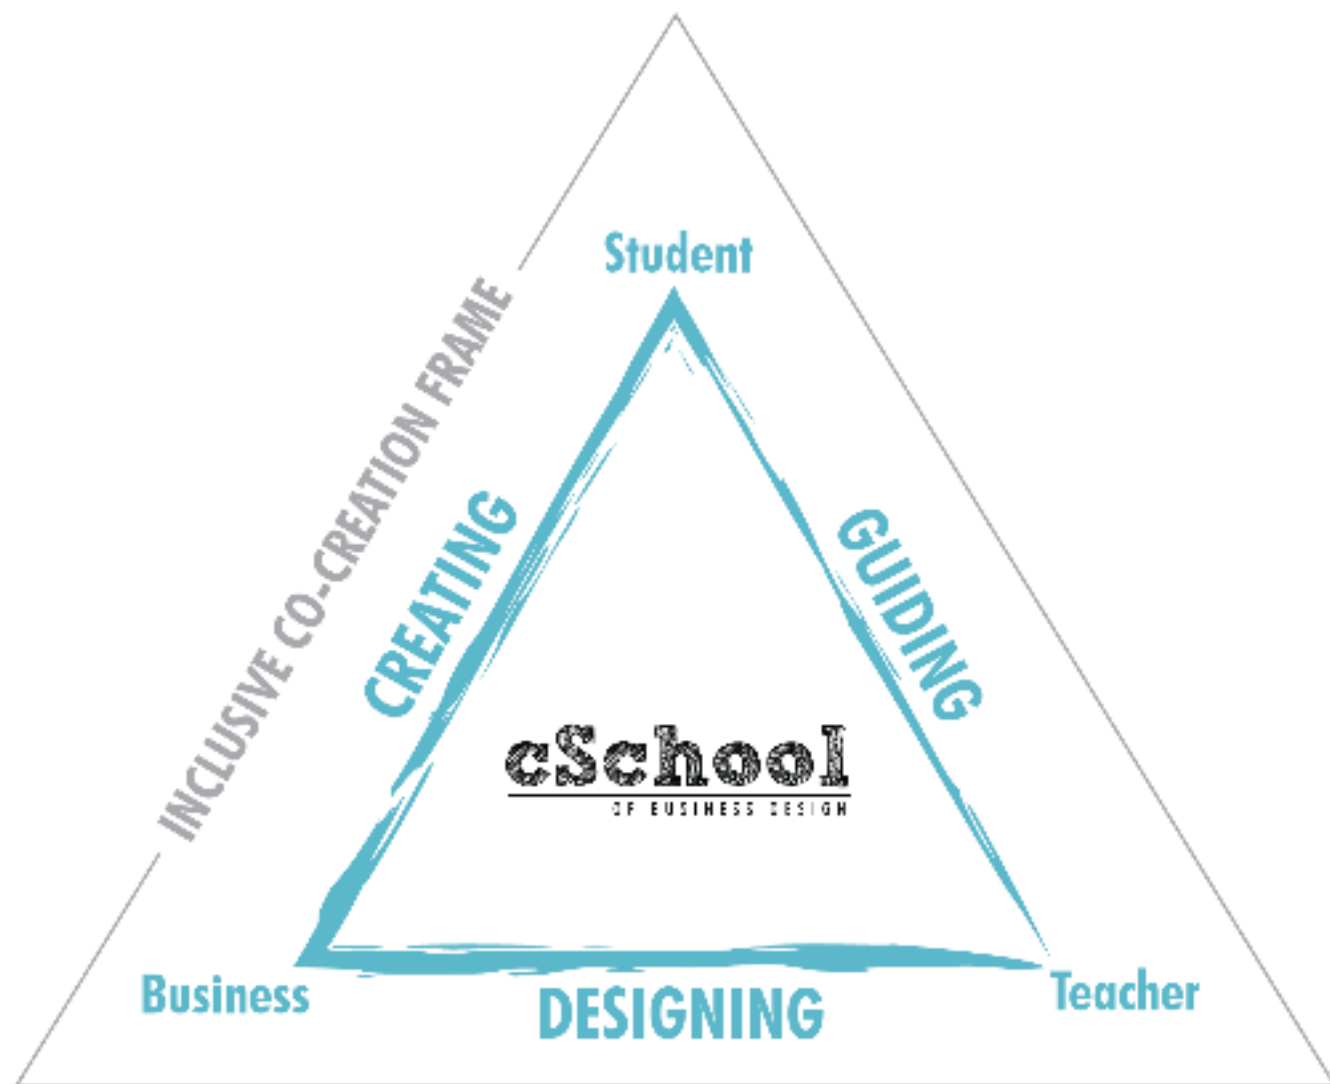 Student
INCLUSIVE CO-CREATION FRAME
CREATING
GUIDING
cSchool
OF BUSINESS DESIGN
Business
Teacher
DESIGNING